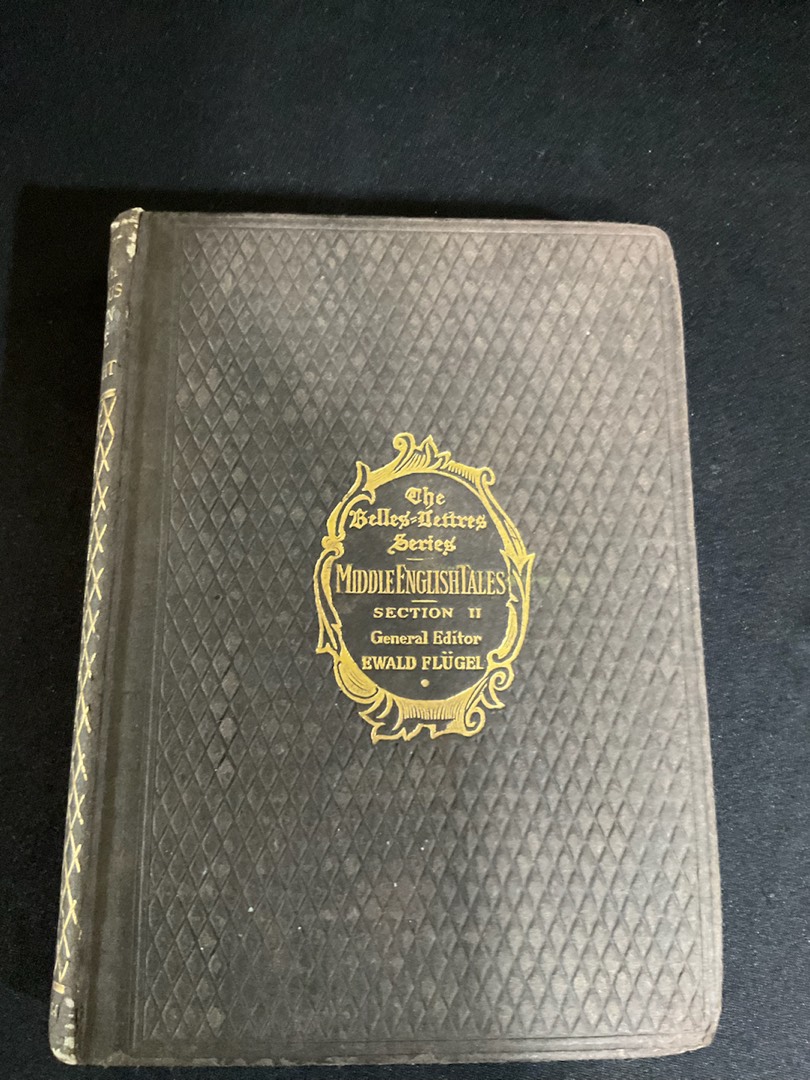 The
Belles-Lettres
Series
MIDDLE ENGLISH TALES
SECTION II
General Editor
EWALD FLÜGEL